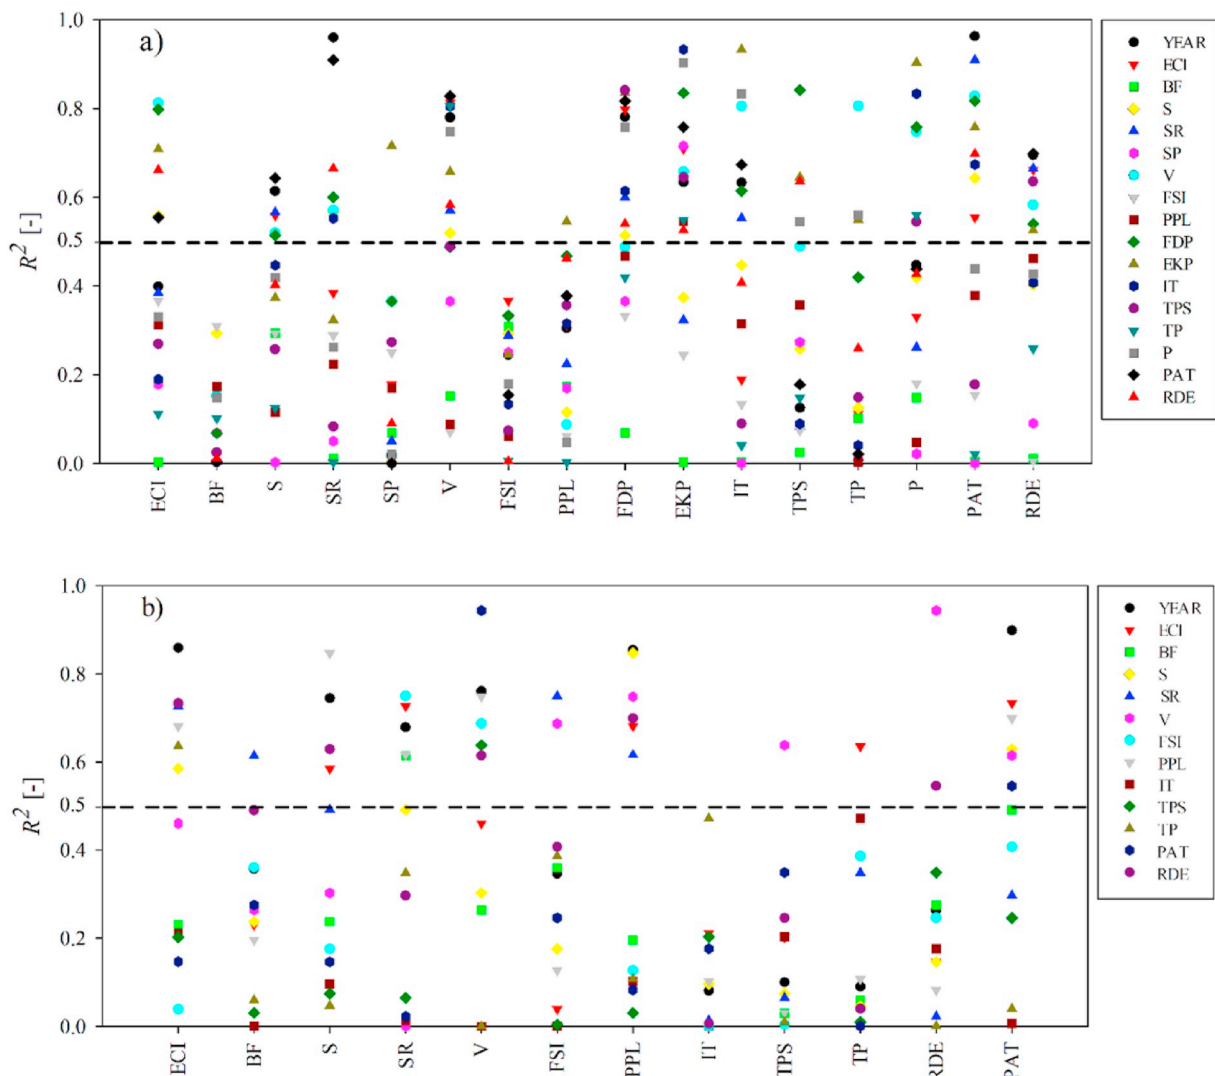 a)
1.0
0.8
0.6
0.5
0.4
0.2
0.0
R² [-]
ECI
BF
S
SR
SP
V
FSI
PPL
FDP
EKP
IT
TPS
TP
P
PAT
RDE
YEAR
ECI
BF
S
SR
SP
V
FSI
PPL
FDP
EKP
IT
TPS
TP
P
PAT
RDE
b)
1.0
0.8
0.6
0.5
0.4
0.2
0.0
R² [-]
ECI
BF
S
SR
V
FSI
PPL
IT
TPS
TP
RDE
PAT
YEAR
ECI
BF
S
SR
V
FSI
PPL
IT
TPS
TP
PAT
RDE